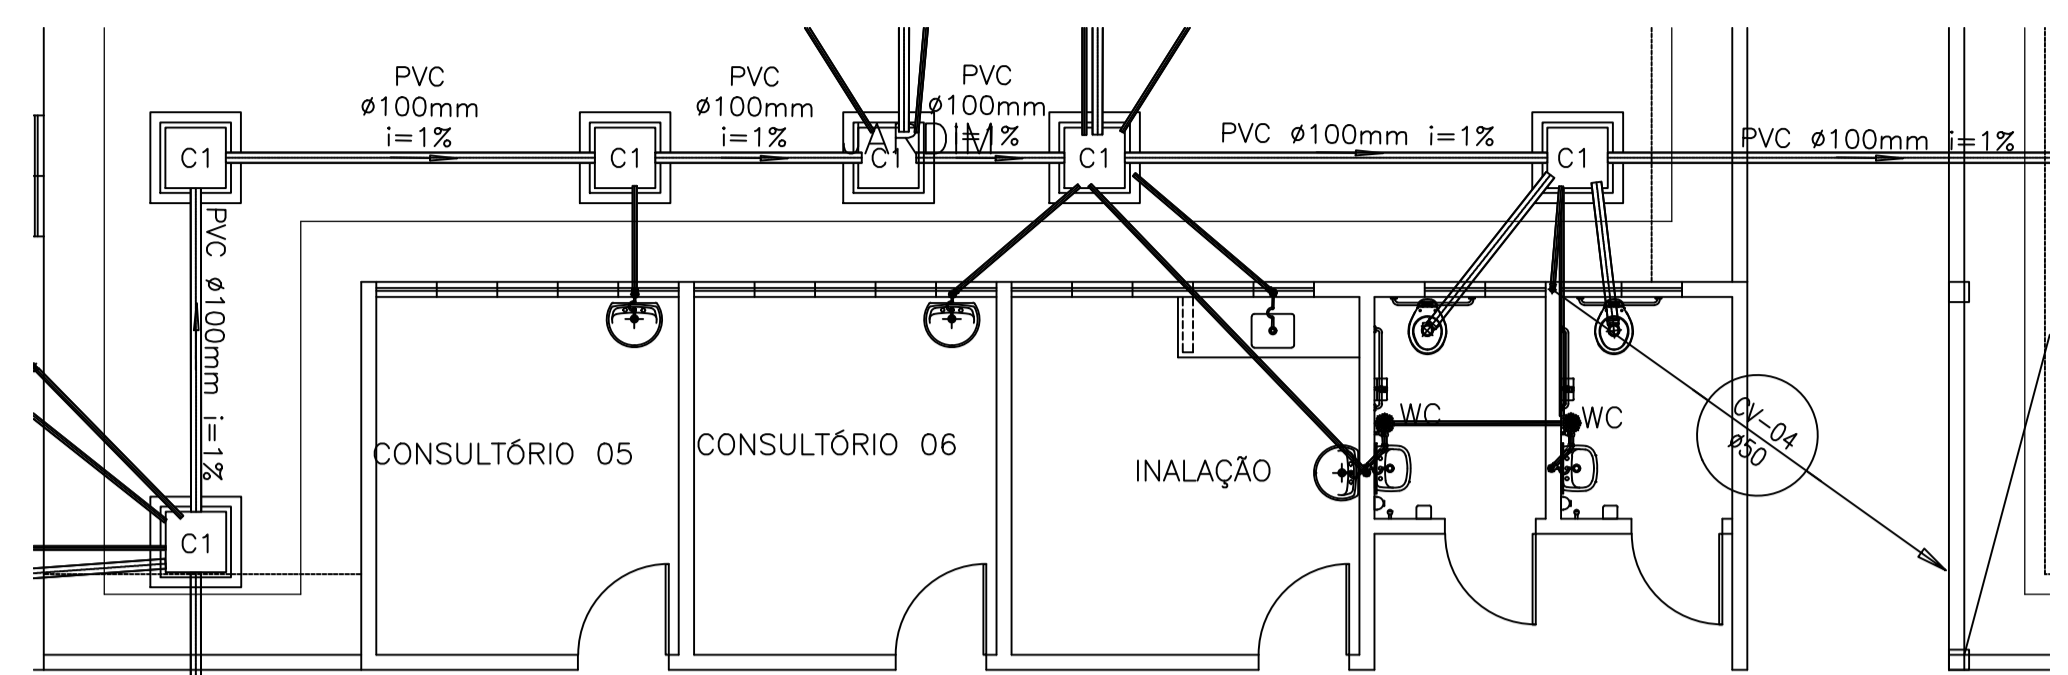 PVC
ø100mm
i=1%
PVC
ø100mm
i=1%
PVC
ø100mm
i=1%
PVC ø100mm i=1%
PVC ø100mm i=1%
C1
C1
C1
C1
C1
PVC ø100mm i=1%
C1
CONSULTÓRIO 05
CONSULTÓRIO 06
INALAÇÃO
WC
WC
CV-04
ø50